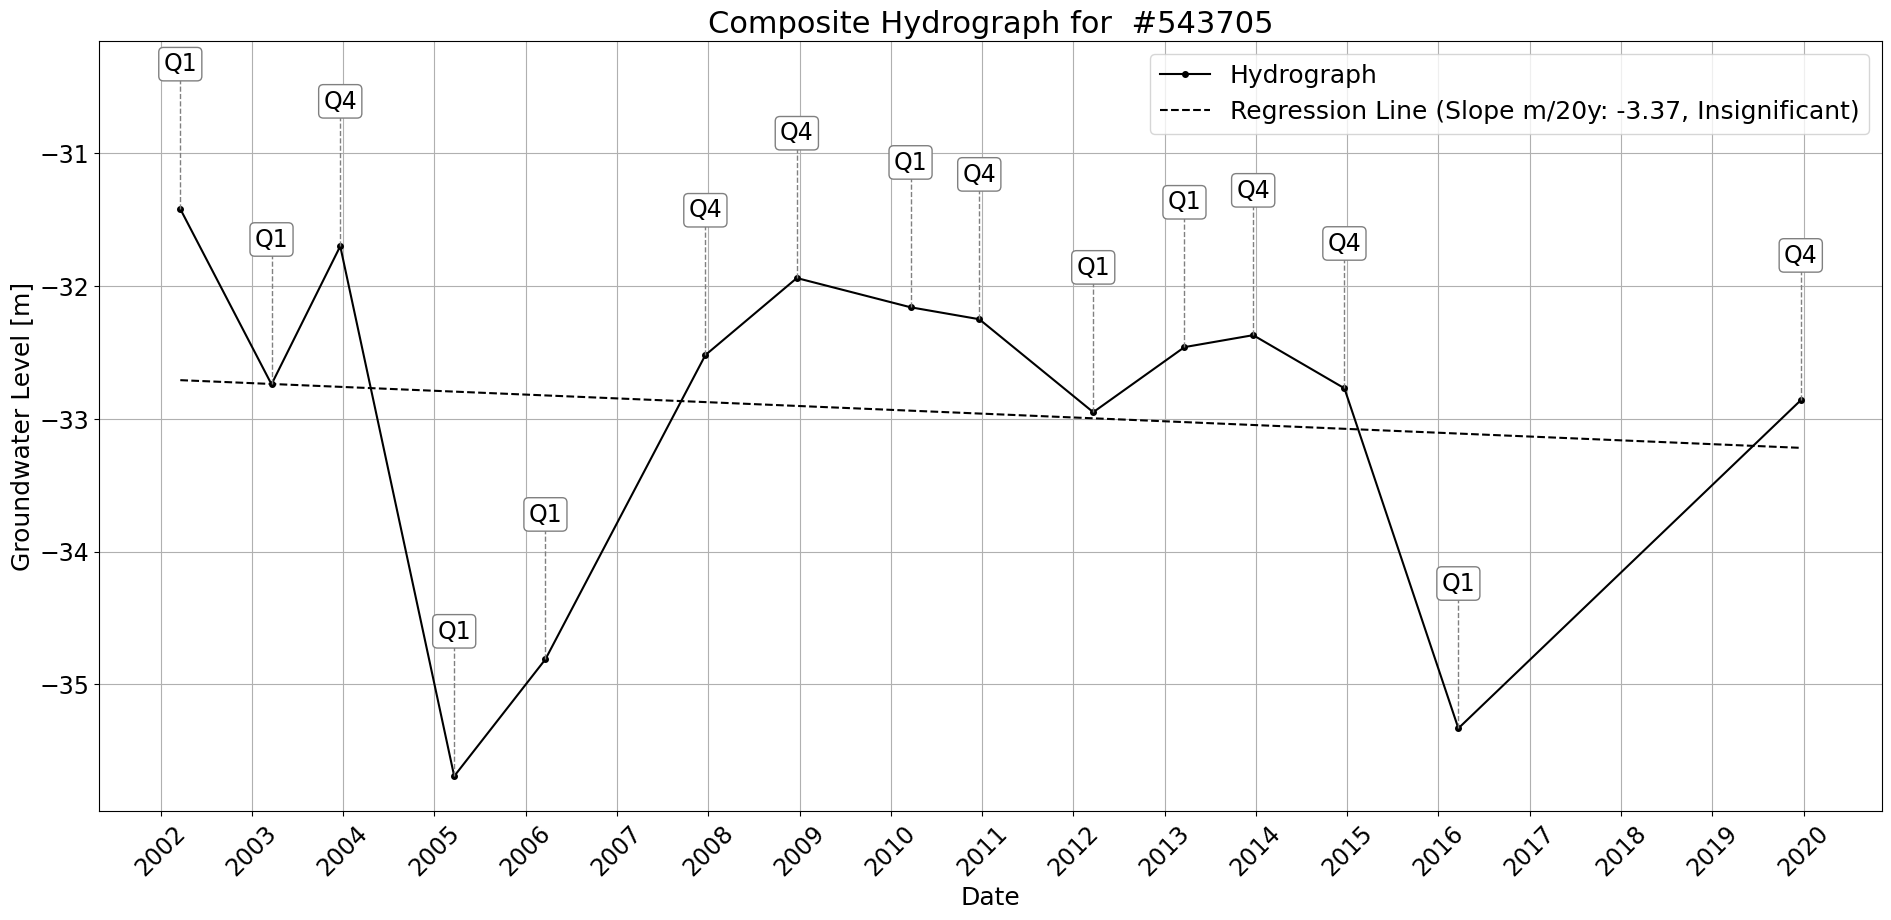 Composite Hydrograph for  #543705
Hydrograph
Regression Line (Slope m/20y: -3.37, Insignificant)
Q1
Q4
Q4
Q1
Q4
Q4
Q1
Q4
Q1
Q4
Q4
Q1
Q1
Q1
Q1
−31
−32
−33
−34
−35
Groundwater Level [m]
2002
2003
2004
2005
2006
2007
2008
2009
2010
2011
2012
2013
2014
2015
2016
2017
2018
2019
2020
Date